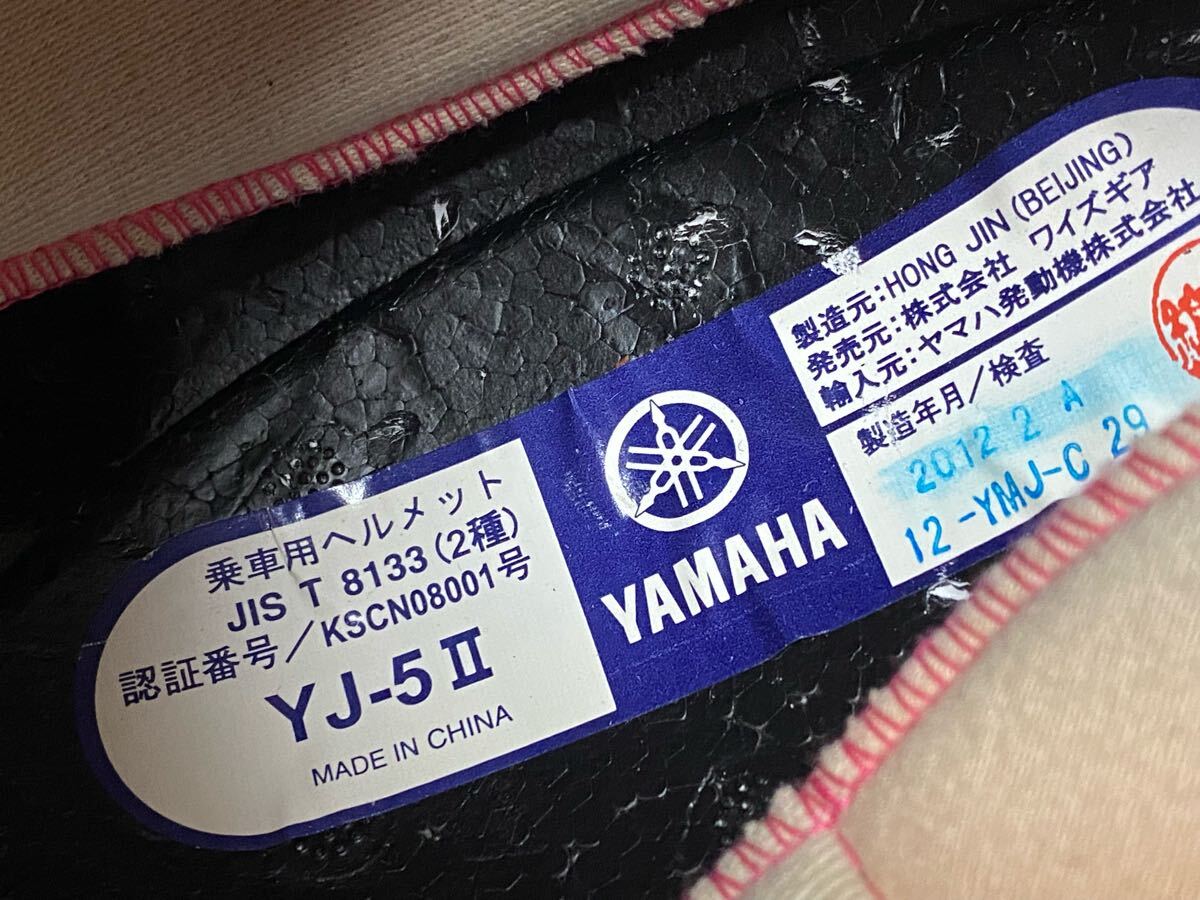 乗車用ヘルメット
JIS T 8133(2種)
認証番号/KSCN08001号
YJ-5 II
MADE IN CHINA
YAMAHA
製造元:HONG JIN(BEIJING)
発売元:株式会社 ワイズギア
輸入元:ヤマハ発動機株式会社
製造年月/検査
2012 2 A
12-YMJ-C 29